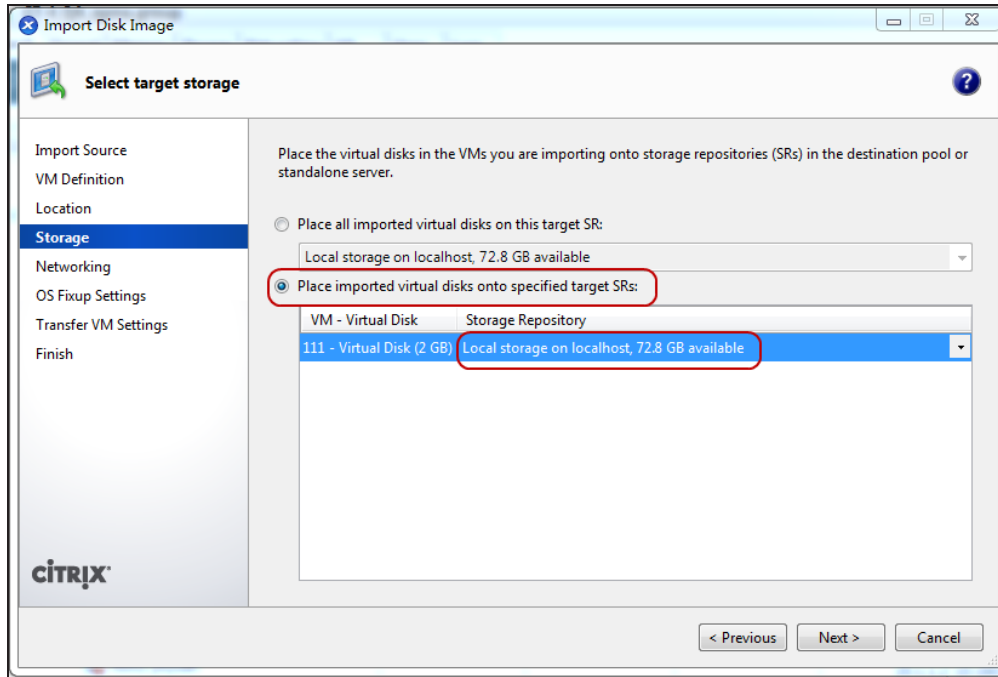 Import Disk Image
Select target storage
?
Import Source
VM Definition
Location
Storage
Networking
OS Fixup Settings
Transfer VM Settings
Finish
CITRIX
Place the virtual disks in the VMs you are importing onto storage repositories (SRs) in the destination pool or
standalone server.
Place all imported virtual disks on this target SR:
Local storage on localhost, 72.8 GB available
Place imported virtual disks onto specified target SRs:
VM - Virtual Disk Storage Repository
111 - Virtual Disk (2 GB) Local storage on localhost, 72.8 GB available
< Previous Next > Cancel